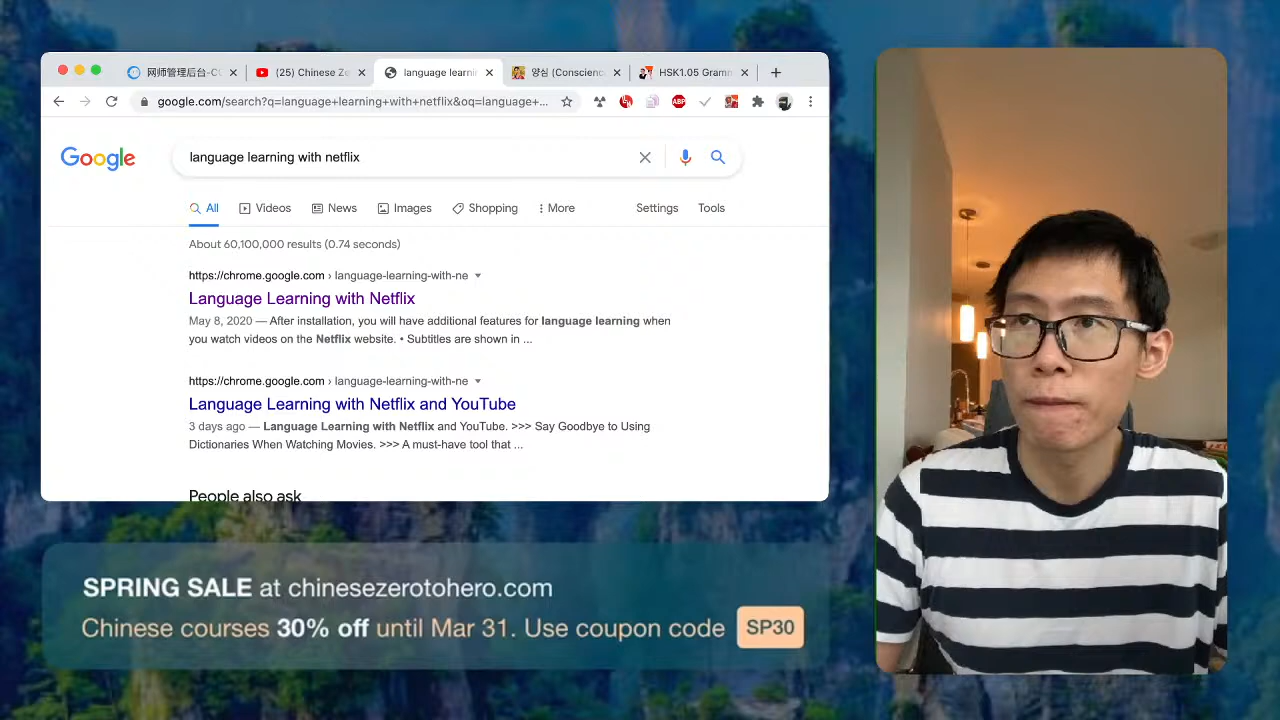 网师管理后台-C
(25) Chinese Ze
language learni
양심 (Conscienc
HSK1.05 Gramm
google.com/search?q=language+learning+with+netflix&oq=language+...
ABP
Google
language learning with netflix
All
Videos
News
Images
Shopping
More
Settings
Tools
About 60,100,000 results (0.74 seconds)
https://chrome.google.com › language-learning-with-ne
Language Learning with Netflix
May 8, 2020 — After installation, you will have additional features for language learning when
you watch videos on the Netflix website. • Subtitles are shown in ...
https://chrome.google.com › language-learning-with-ne
Language Learning with Netflix and YouTube
3 days ago — Language Learning with Netflix and YouTube. >>> Say Goodbye to Using
Dictionaries When Watching Movies. >>> A must-have tool that ...
People also ask
SPRING SALE at chinesezerotohero.com
Chinese courses 30% off until Mar 31. Use coupon code SP30